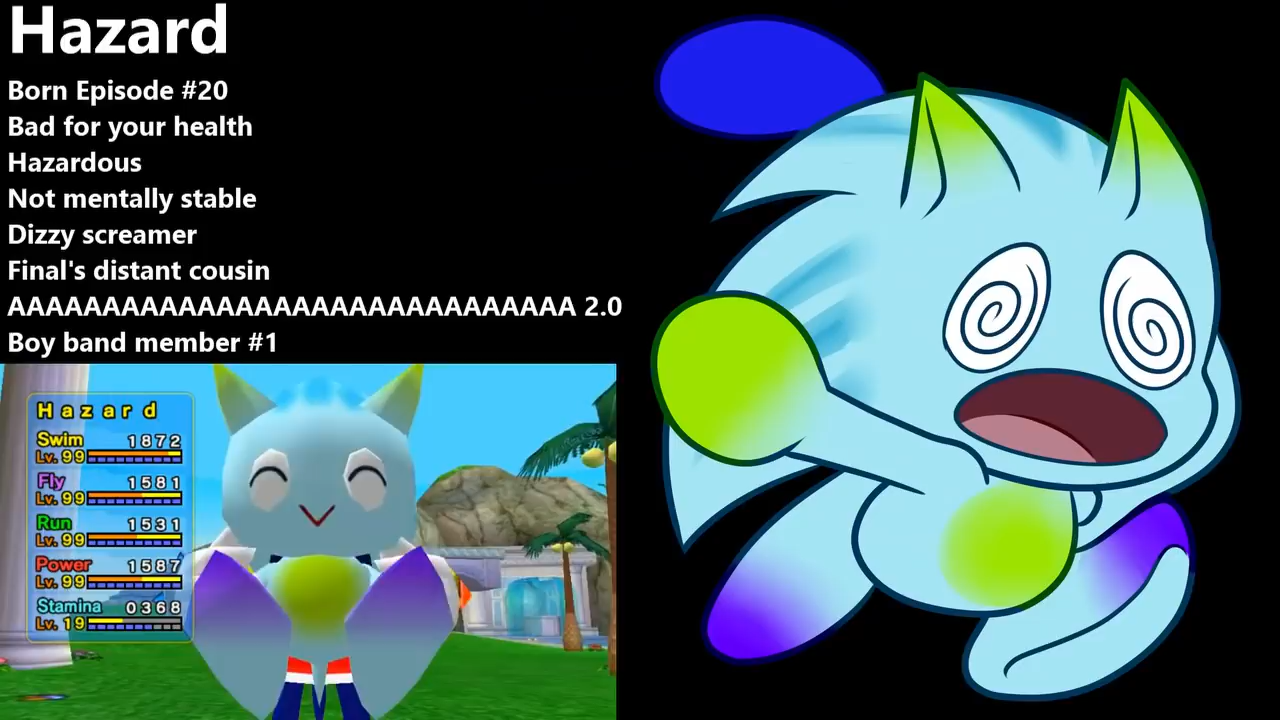 Hazard
Born Episode #20
Bad for your health
Hazardous
Not mentally stable
Dizzy screamer
Final's distant cousin
AAAAAAAAAAAAAAAAAAAAAAAAAAAAAA 2.0
Boy band member #1
Hazard
Swim 1872
Lv. 99
Fly 1581
Lv. 99
Run 1531
Lv. 99
Power 1587
Lv. 99
Stamina 0368
Lv. 19